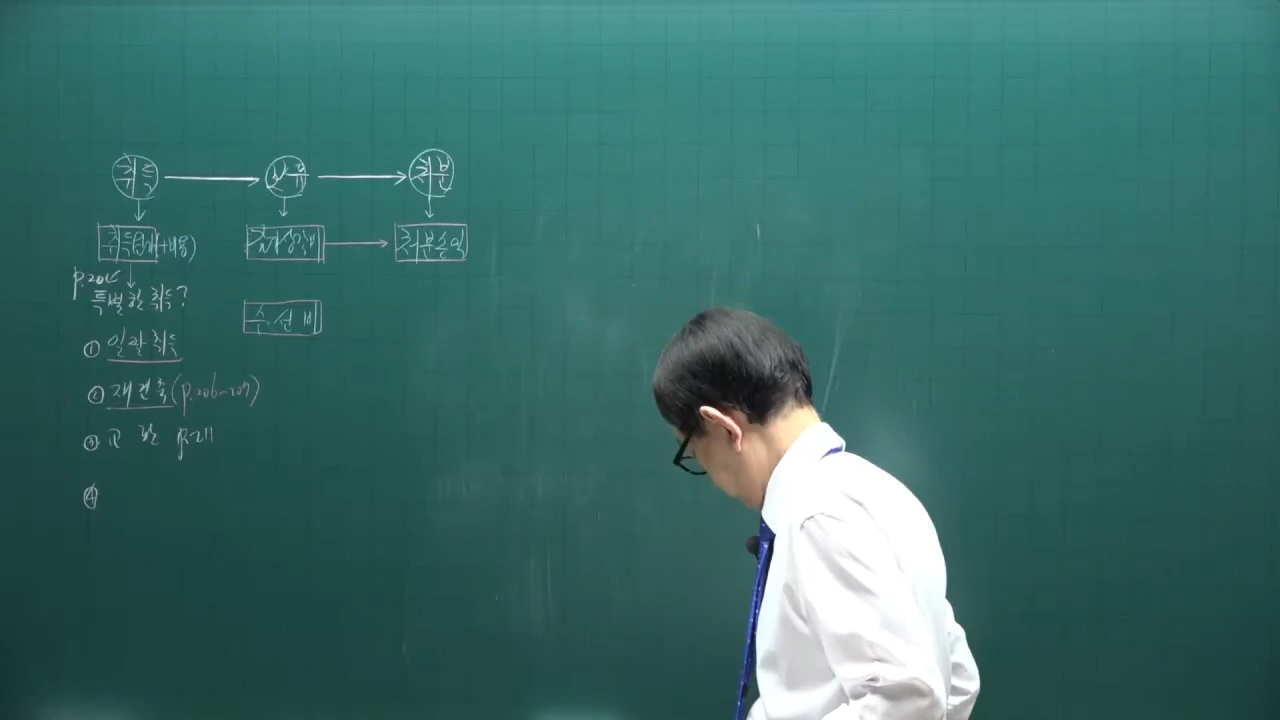 취득 → 보유 → 처분
취득(원가+비용) 감가상각비 → 처분손익
특별한 취득?
수선비
① 일괄취득
② 재건축 (p.206~209)
③ 교환 p.211
④